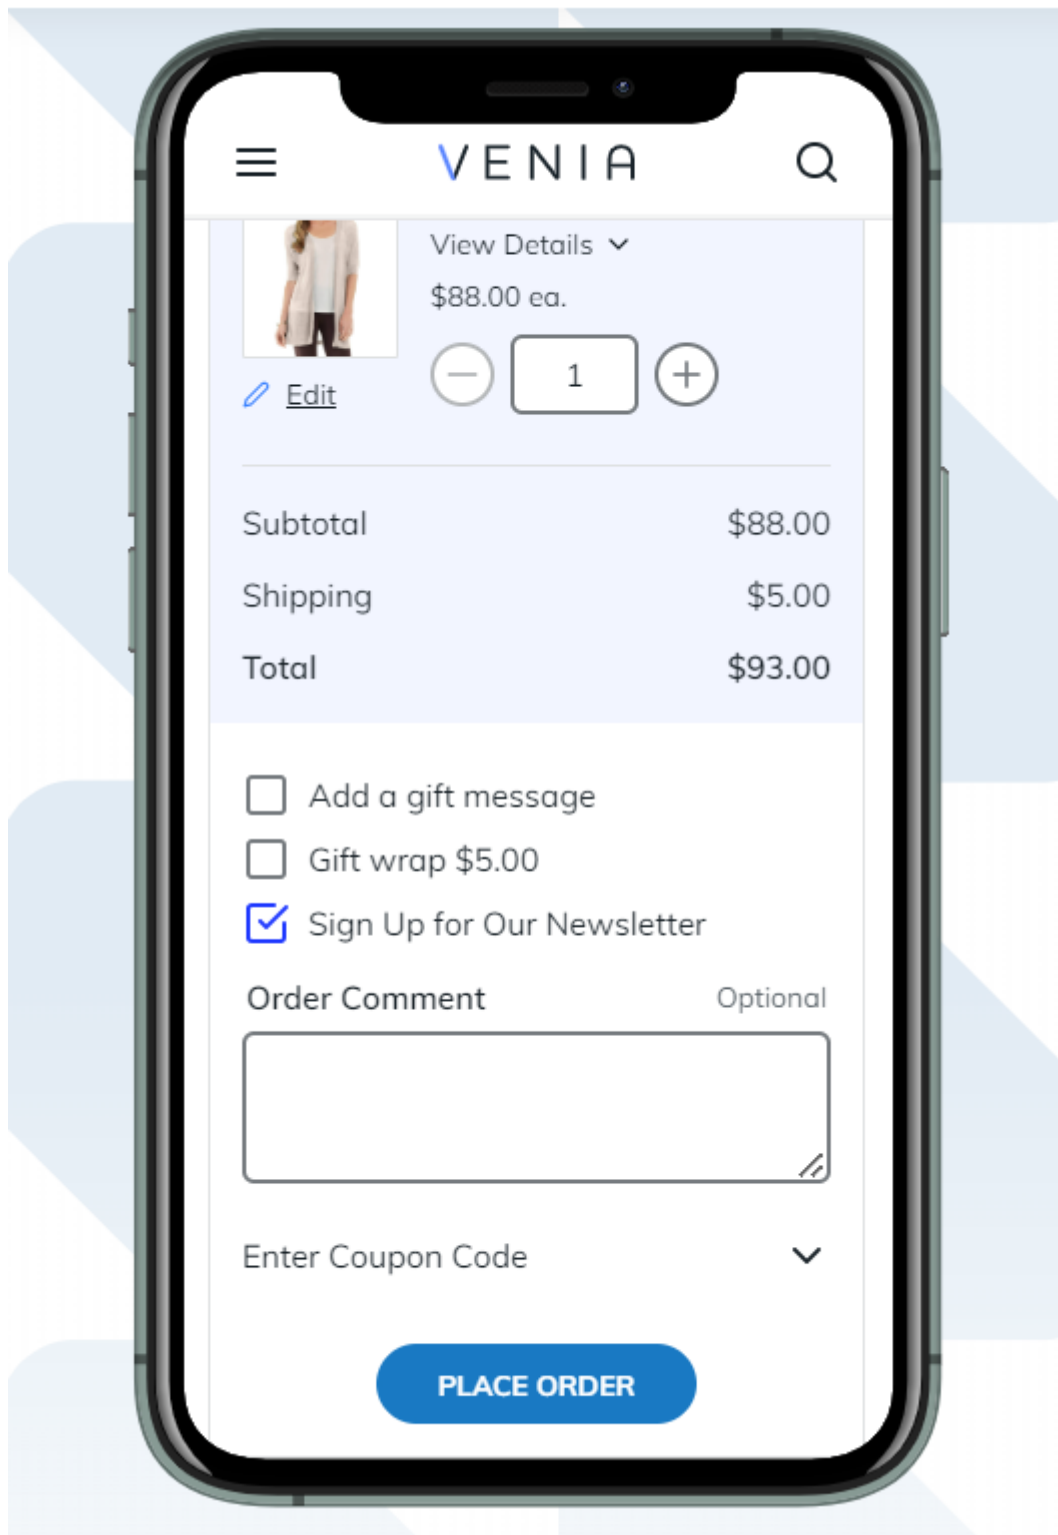 VENIA
View Details
$88.00 ea.
1
Edit
Subtotal $88.00
Shipping $5.00
Total $93.00
Add a gift message
Gift wrap $5.00
Sign Up for Our Newsletter
Order Comment Optional
Enter Coupon Code
PLACE ORDER